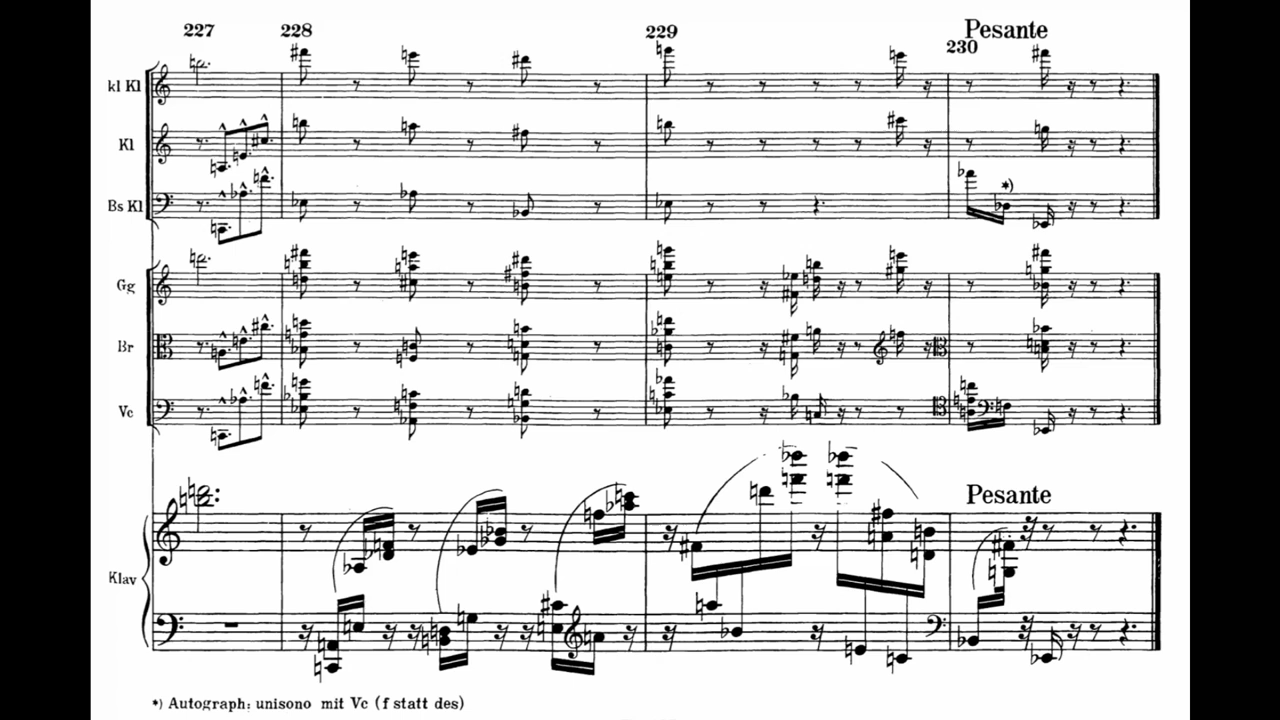 227 228 229 Pesante
230
kl Kl
Kl
Bs Kl
*)
Gg
Br
Vc
Pesante
Klav
*) Autograph: unisono mit Vc (f statt des)